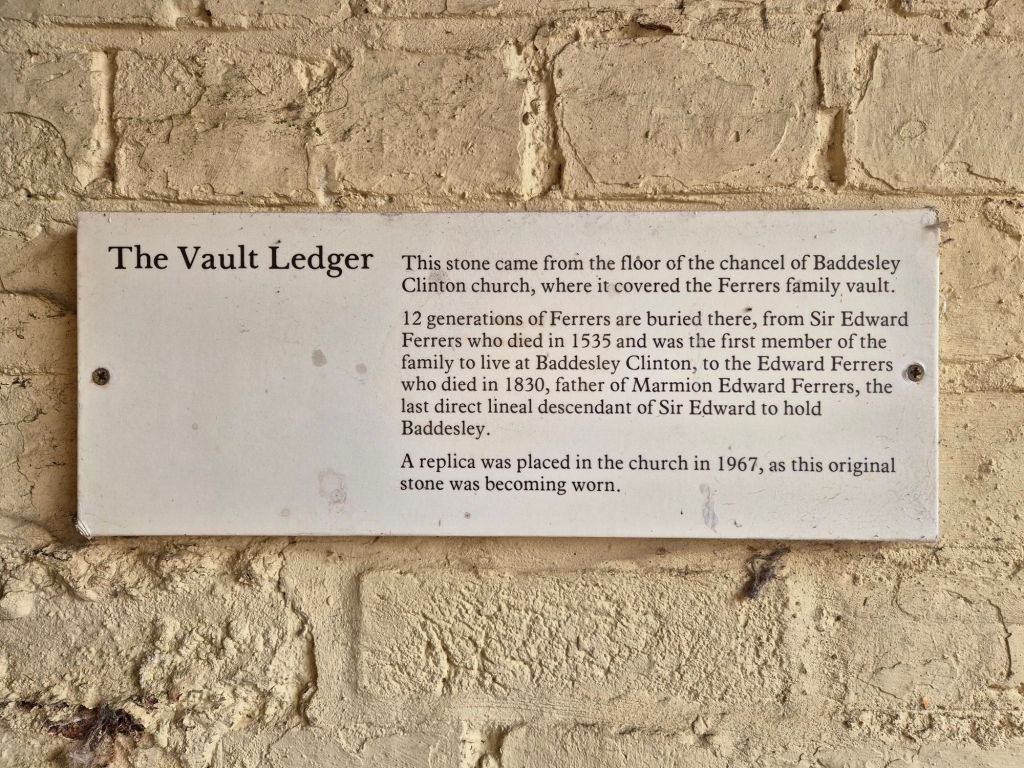 The Vault Ledger
This stone came from the floor of the chancel of Baddesley
Clinton church, where it covered the Ferrers family vault.
12 generations of Ferrers are buried there, from Sir Edward
Ferrers who died in 1535 and was the first member of the
family to live at Baddesley Clinton, to the Edward Ferrers
who died in 1830, father of Marmion Edward Ferrers, the
last direct lineal descendant of Sir Edward to hold
Baddesley.
A replica was placed in the church in 1967, as this original
stone was becoming worn.